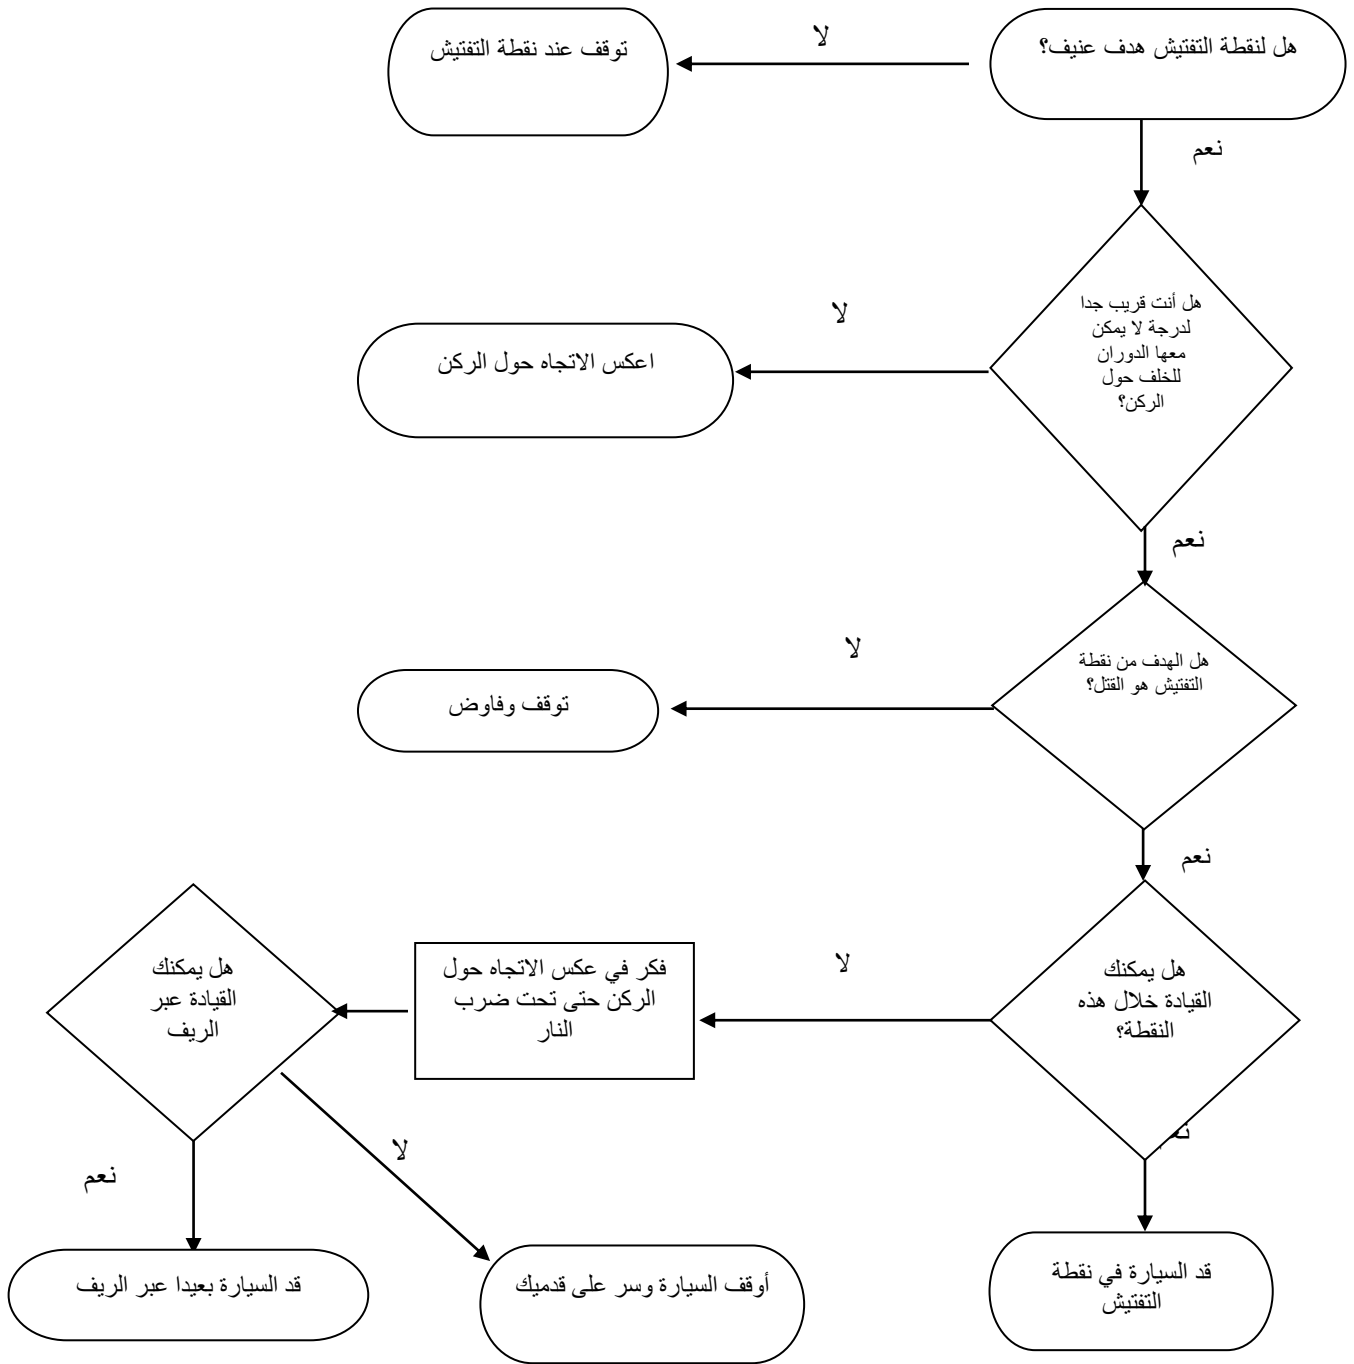 هل لنقطة التفتيش هدف عنيف؟
لا
توقف عند نقطة التفتيش
نعم
هل أنت قريب جدا
لدرجة لا يمكن
معها الدوران
للخلف حول
الركن؟
لا
اعكس الاتجاه حول الركن
نعم
هل الهدف من نقطة
التفتيش هو القتل؟
لا
توقف وفاوض
نعم
هل يمكنك
القيادة خلال هذه
النقطة؟
لا
فكر في عكس الاتجاه حول
الركن حتى تحت ضرب
النار
هل يمكنك
القيادة عبر
الريف
نعم
لا
قد السيارة في نقطة
التفتيش
أوقف السيارة وسر على قدميك
نعم
قد السيارة بعيدا عبر الريف